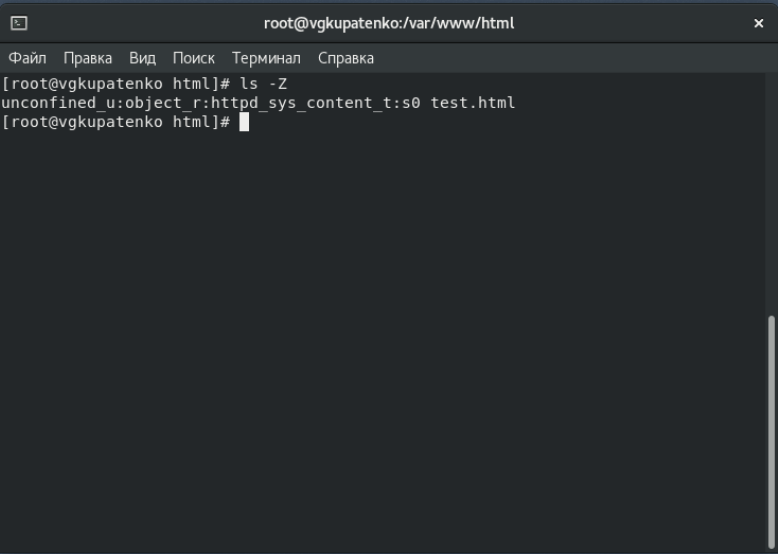 root@vgkupatenko:/var/www/html
Файл Правка Вид Поиск Терминал Справка
[root@vgkupatenko html]# ls -Z
unconfined_u:object_r:httpd_sys_content_t:s0 test.html
[root@vgkupatenko html]#